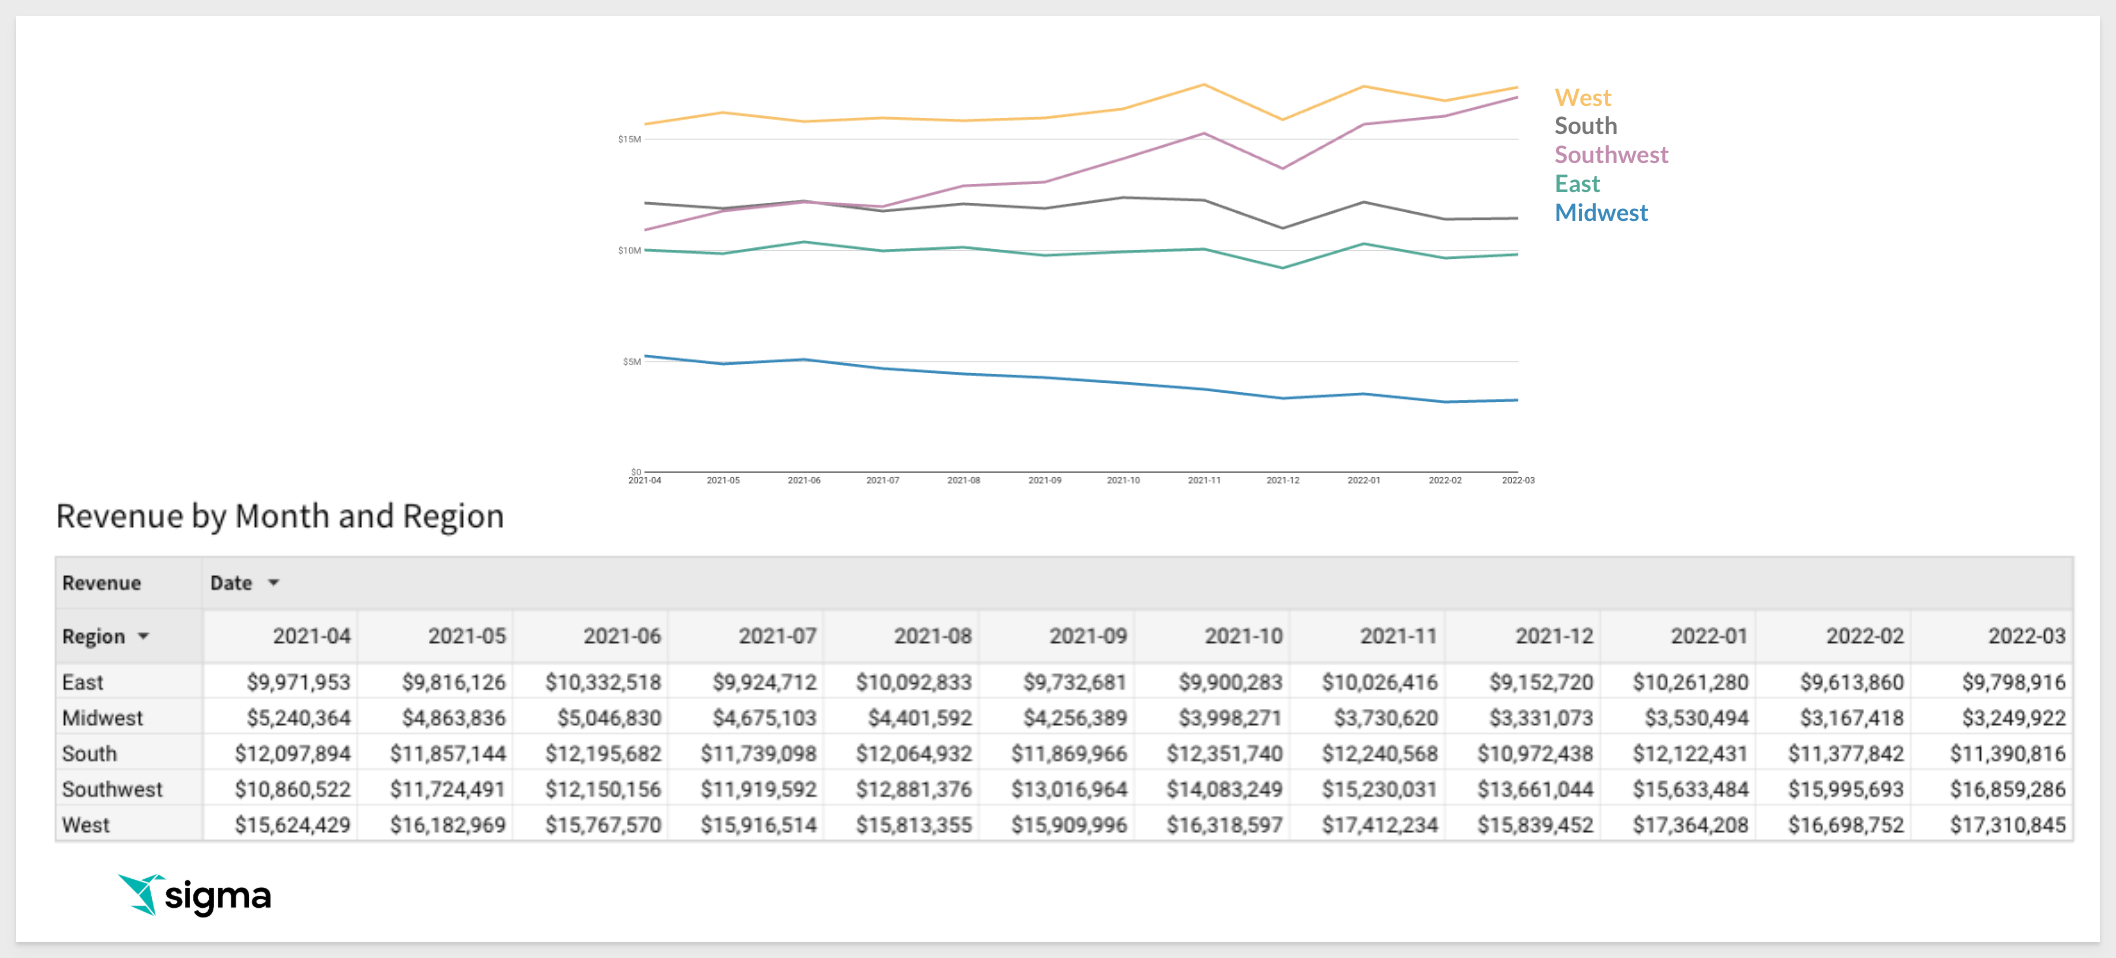 West
South
Southwest
East
Midwest
$15M
$10M
$5M
$0
2021-04 2021-05 2021-06 2021-07 2021-08 2021-09 2021-10 2021-11 2021-12 2022-01 2022-02 2022-03
Revenue by Month and Region
Revenue Date
Region 2021-04 2021-05 2021-06 2021-07 2021-08 2021-09 2021-10 2021-11 2021-12 2022-01 2022-02 2022-03
East $9,971,953 $9,816,126 $10,332,518 $9,924,712 $10,092,833 $9,732,681 $9,900,283 $10,026,416 $9,152,720 $10,261,280 $9,613,860 $9,798,916
Midwest $5,240,364 $4,863,836 $5,046,830 $4,675,103 $4,401,592 $4,256,389 $3,998,271 $3,730,620 $3,331,073 $3,530,494 $3,167,418 $3,249,922
South $12,097,894 $11,857,144 $12,195,682 $11,739,098 $12,064,932 $11,869,966 $12,351,740 $12,240,568 $10,972,438 $12,122,431 $11,377,842 $11,390,816
Southwest $10,860,522 $11,724,491 $12,150,156 $11,919,592 $12,881,376 $13,016,964 $14,083,249 $15,230,031 $13,661,044 $15,633,484 $15,995,693 $16,859,286
West $15,624,429 $16,182,969 $15,767,570 $15,916,514 $15,813,355 $15,909,996 $16,318,597 $17,412,234 $15,839,452 $17,364,208 $16,698,752 $17,310,845
sigma